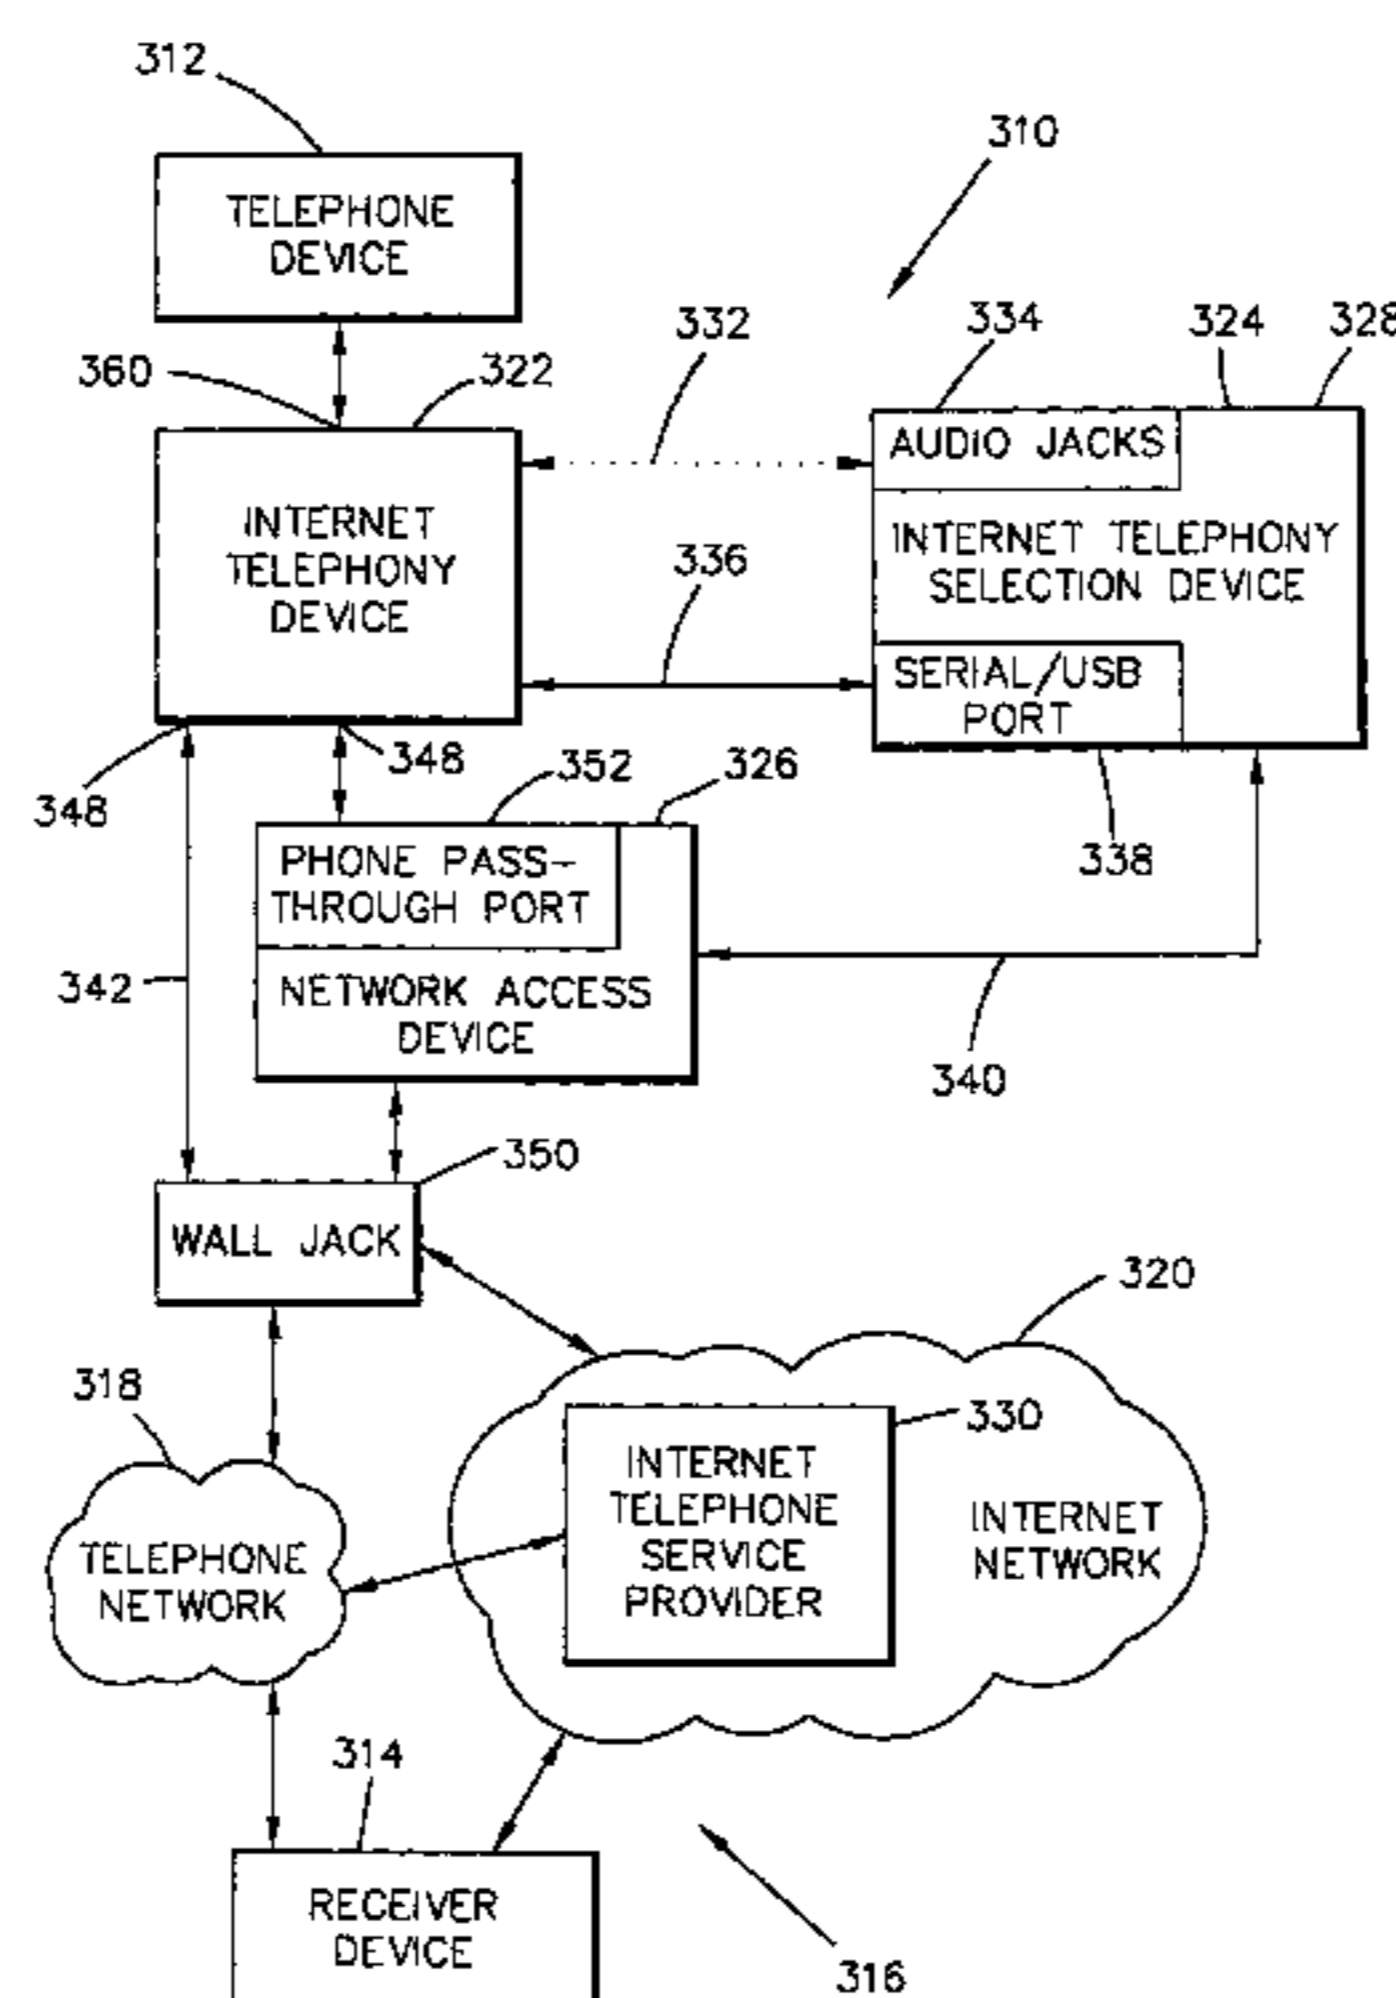 312
310
TELEPHONE
DEVICE
332
334
324
328
360
322
AUDIO JACKS
INTERNET
TELEPHONY
DEVICE
INTERNET TELEPHONY
SELECTION DEVICE
336
SERIAL/USB
PORT
348
348
352
326
338
PHONE PASS-
THROUGH PORT
342
NETWORK ACCESS
DEVICE
340
350
WALL JACK
320
318
330
INTERNET
TELEPHONE
SERVICE
PROVIDER
INTERNET
NETWORK
TELEPHONE
NETWORK
314
RECEIVER
DEVICE
316